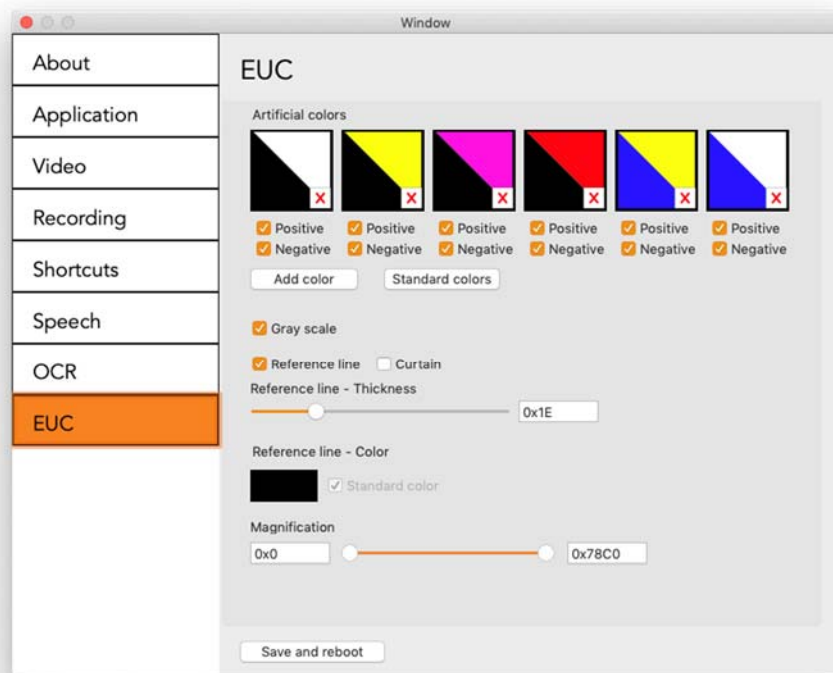 Window
About
Application
Video
Recording
Shortcuts
Speech
OCR
EUC
EUC
Artificial colors
X X X X X X
Positive Positive Positive Positive Positive Positive
Negative Negative Negative Negative Negative Negative
Add color Standard colors
Gray scale
Reference line Curtain
Reference line - Thickness
0x1E
Reference line - Color
Standard color
Magnification
0x0 0x78C0
Save and reboot